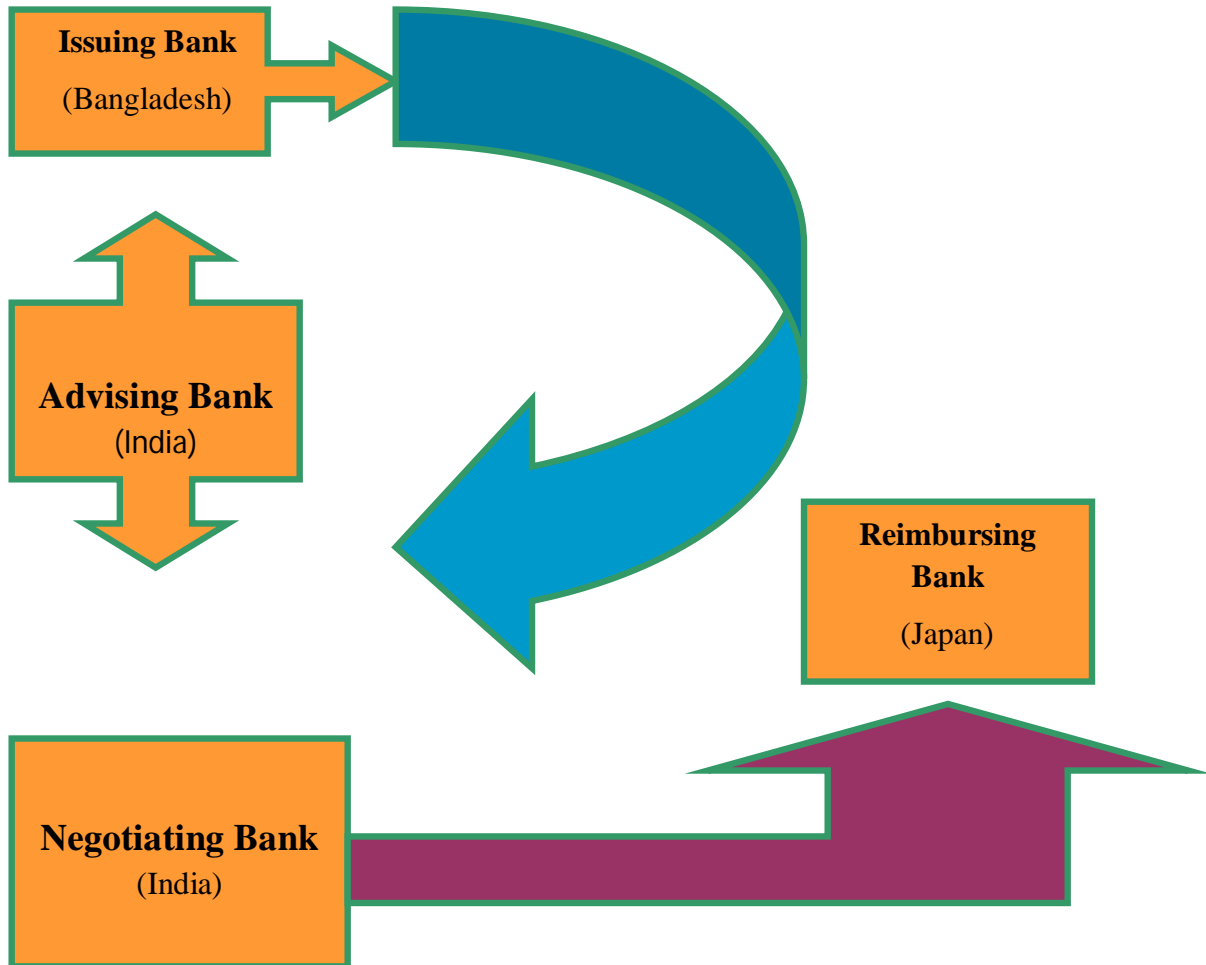 Issuing Bank
(Bangladesh)
Advising Bank
(India)
Reimbursing
Bank
(Japan)
Negotiating Bank
(India)